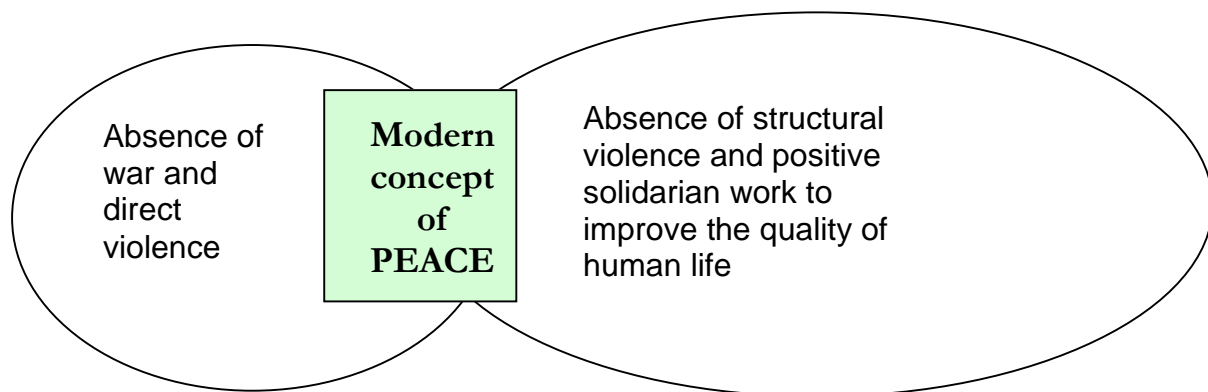 Absence of
war and
direct
violence
Modern
concept
of
PEACE
Absence of structural
violence and positive
solidarian work to
improve the quality of
human life